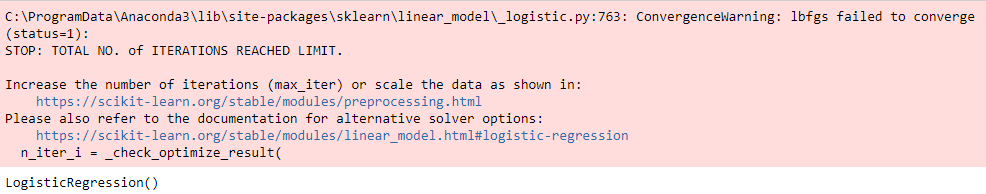 C:\ProgramData\Anaconda3\lib\site-packages\sklearn\linear_model\_logistic.py:763: ConvergenceWarning: lbfgs failed to converge
(status=1):
STOP: TOTAL NO. of ITERATIONS REACHED LIMIT.
Increase the number of iterations (max_iter) or scale the data as shown in:
https://scikit-learn.org/stable/modules/preprocessing.html
Please also refer to the documentation for alternative solver options:
https://scikit-learn.org/stable/modules/linear_model.html#logistic-regression
n_iter_i = _check_optimize_result(
LogisticRegression()